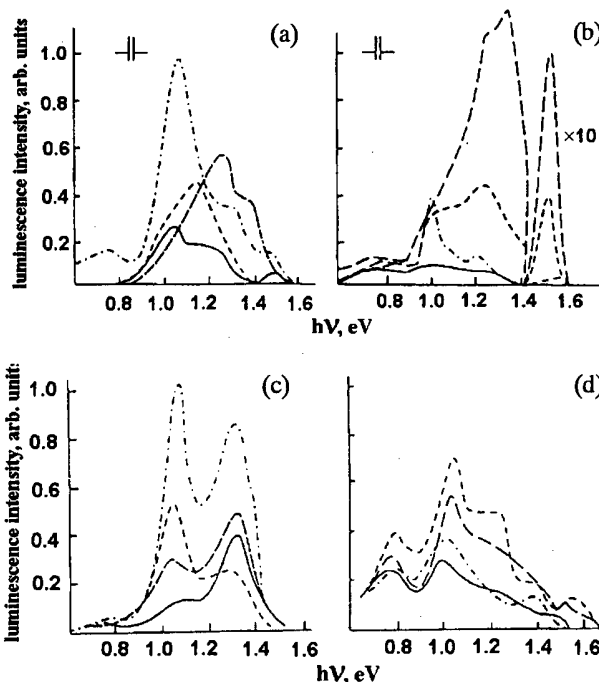 (a)
(b)
luminescence intensity, arb. units
1.0
0.8
0.6
0.4
0.2
×10
0.8 1.0 1.2 1.4 1.6
0.8 1.0 1.2 1.4 1.6
hν, eV
(c)
(d)
luminescence intensity, arb. unit:
1.0
0.8
0.6
0.4
0.2
0.8 1.0 1.2 1.4 1.6
0.8 1.0 1.2 1.4 1.6
hν, eV